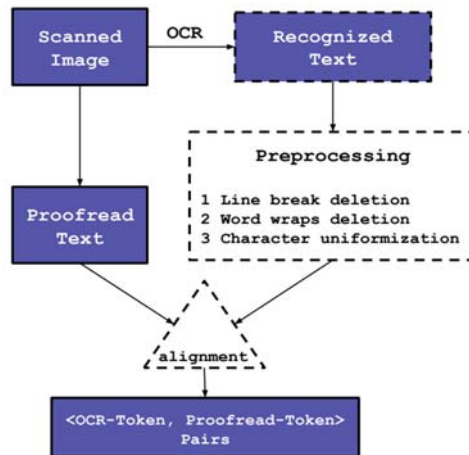 Scanned
Image
OCR
Recognized
Text
Preprocessing
1 Line break deletion
2 Word wraps deletion
3 Character uniformization
Proofread
Text
alignment
<OCR-Token, Proofread-Token>
Pairs